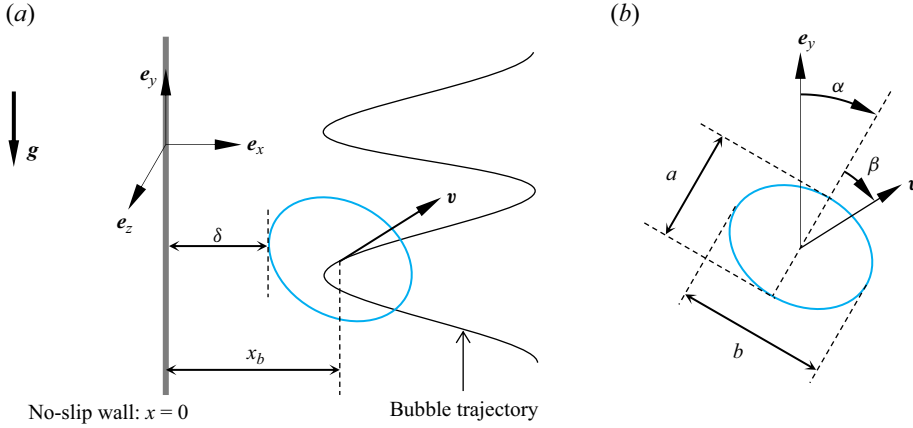 (a)
(b)
e_y
e_y
α
g
e_x
β
a
v
v
e_z
δ
x_b
b
No-slip wall: x = 0
Bubble trajectory